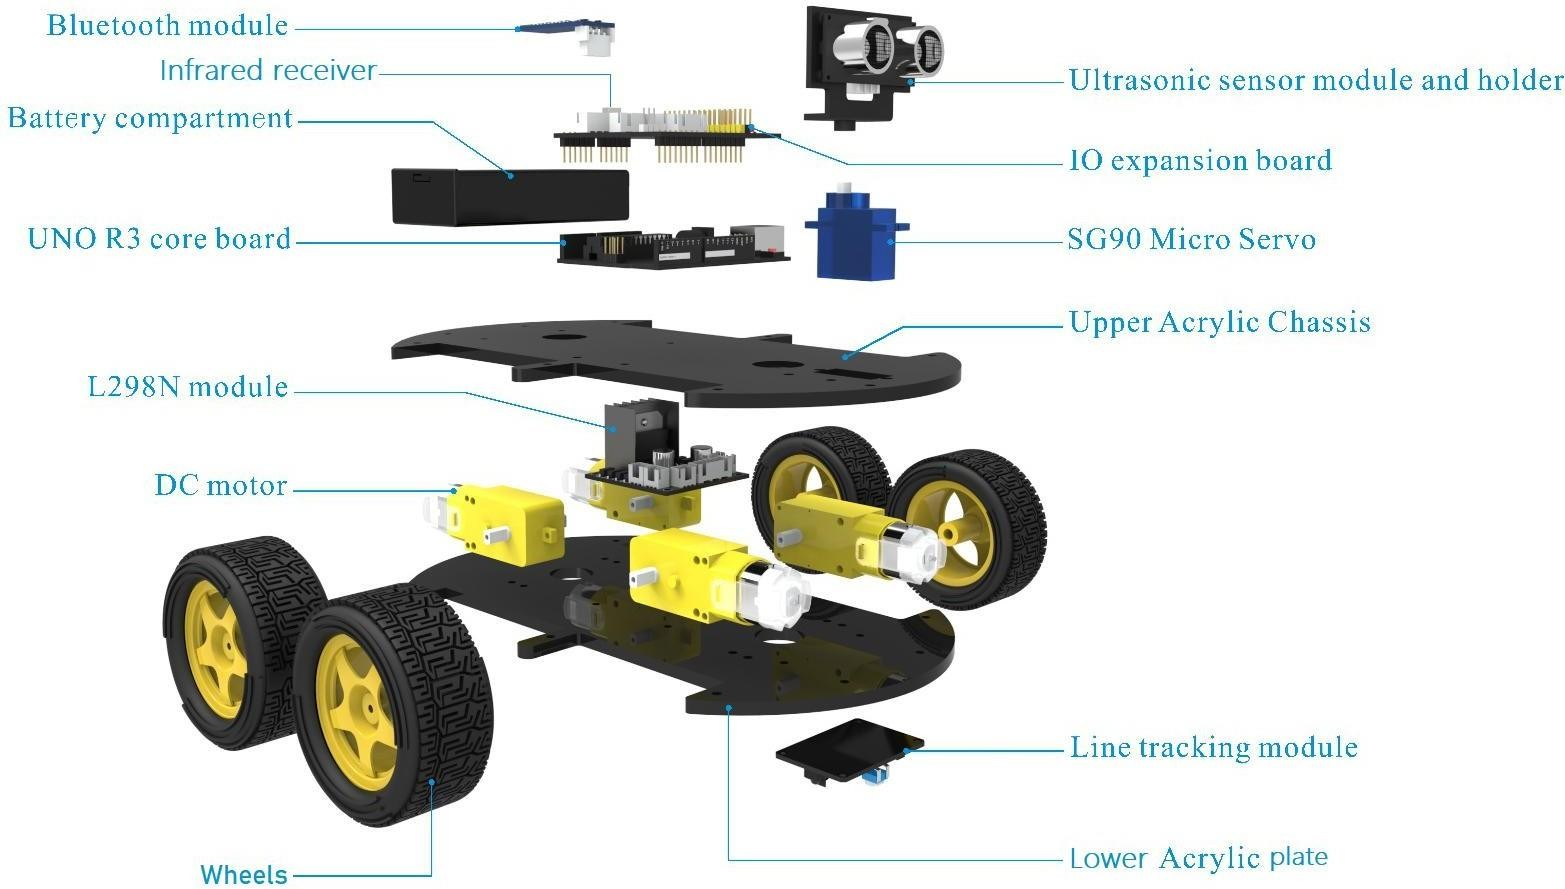 Bluetooth module
Infrared receiver
Battery compartment
UNO R3 core board
L298N module
DC motor
Wheels
Ultrasonic sensor module and holder
IO expansion board
SG90 Micro Servo
Upper Acrylic Chassis
Line tracking module
Lower Acrylic plate